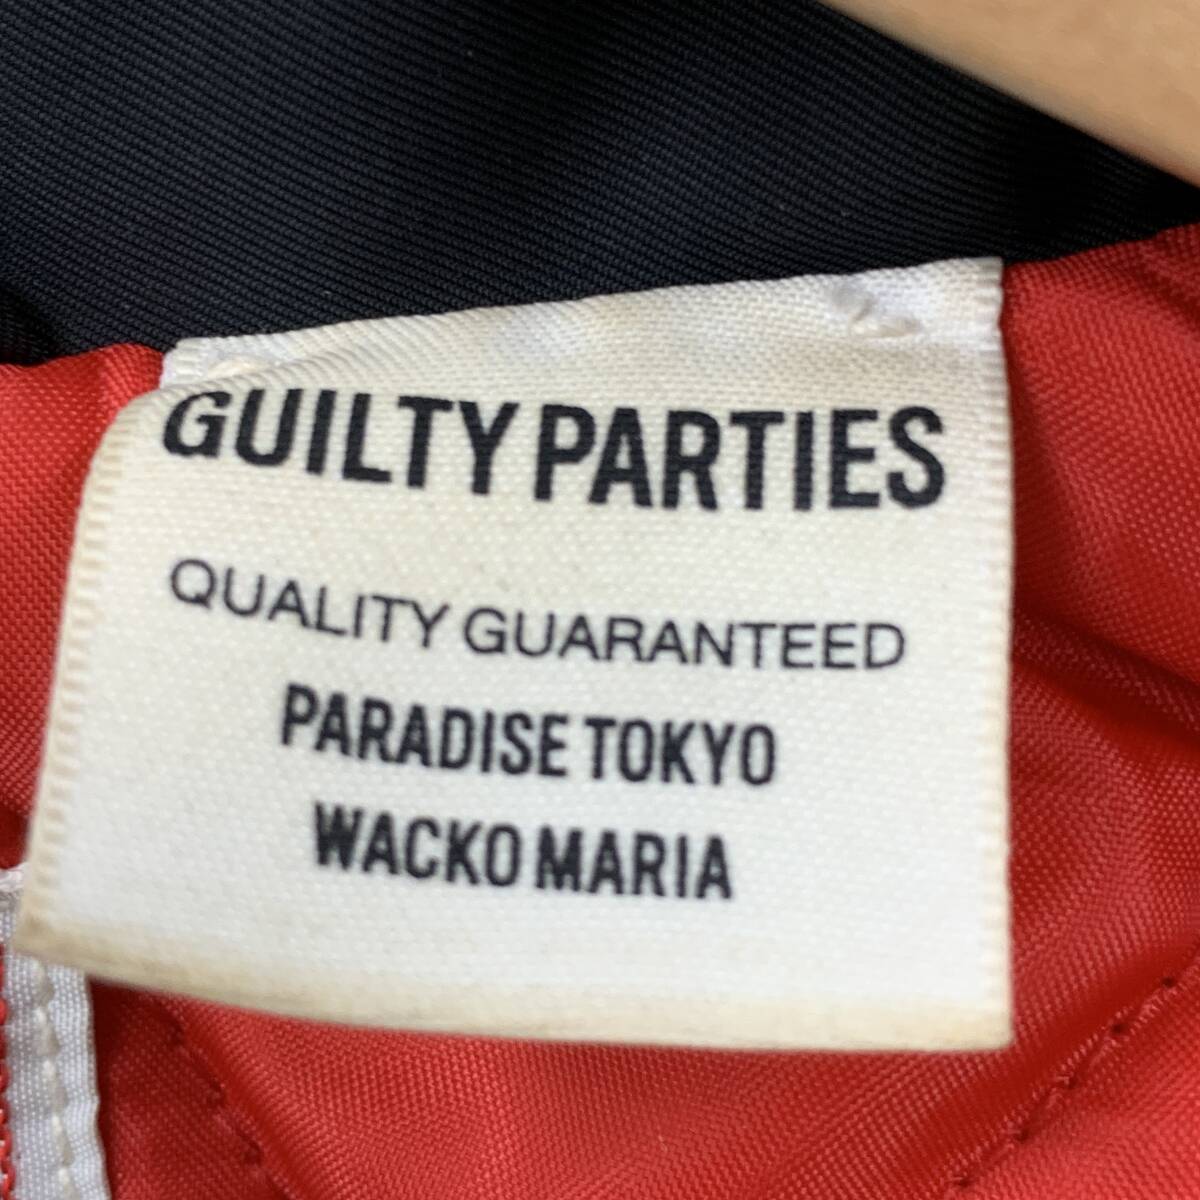 GUILTY PARTIES
QUALITY GUARANTEED
PARADISE TOKYO
WACKO MARIA